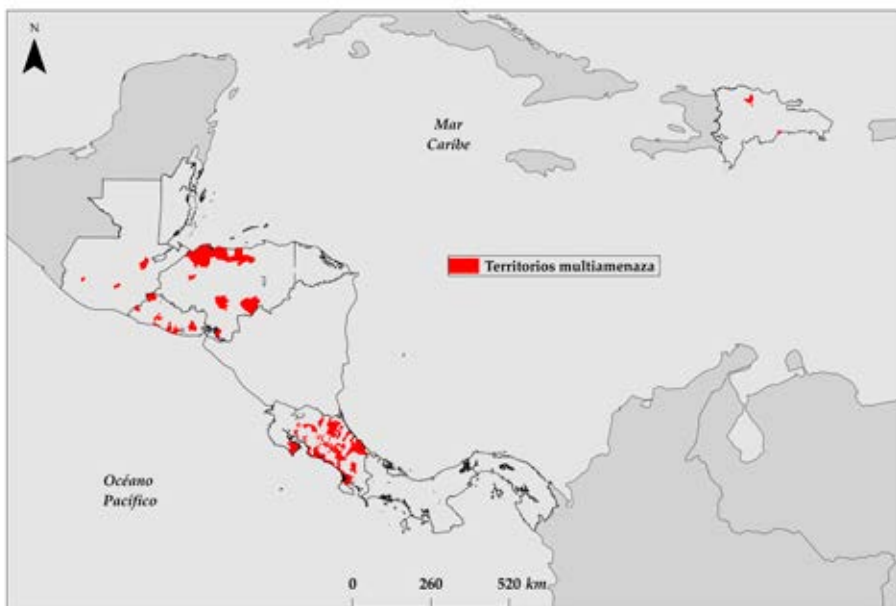 N
Mar
Caribe
Territorios multiamenaza
Océano
Pacífico
0 260 520 km